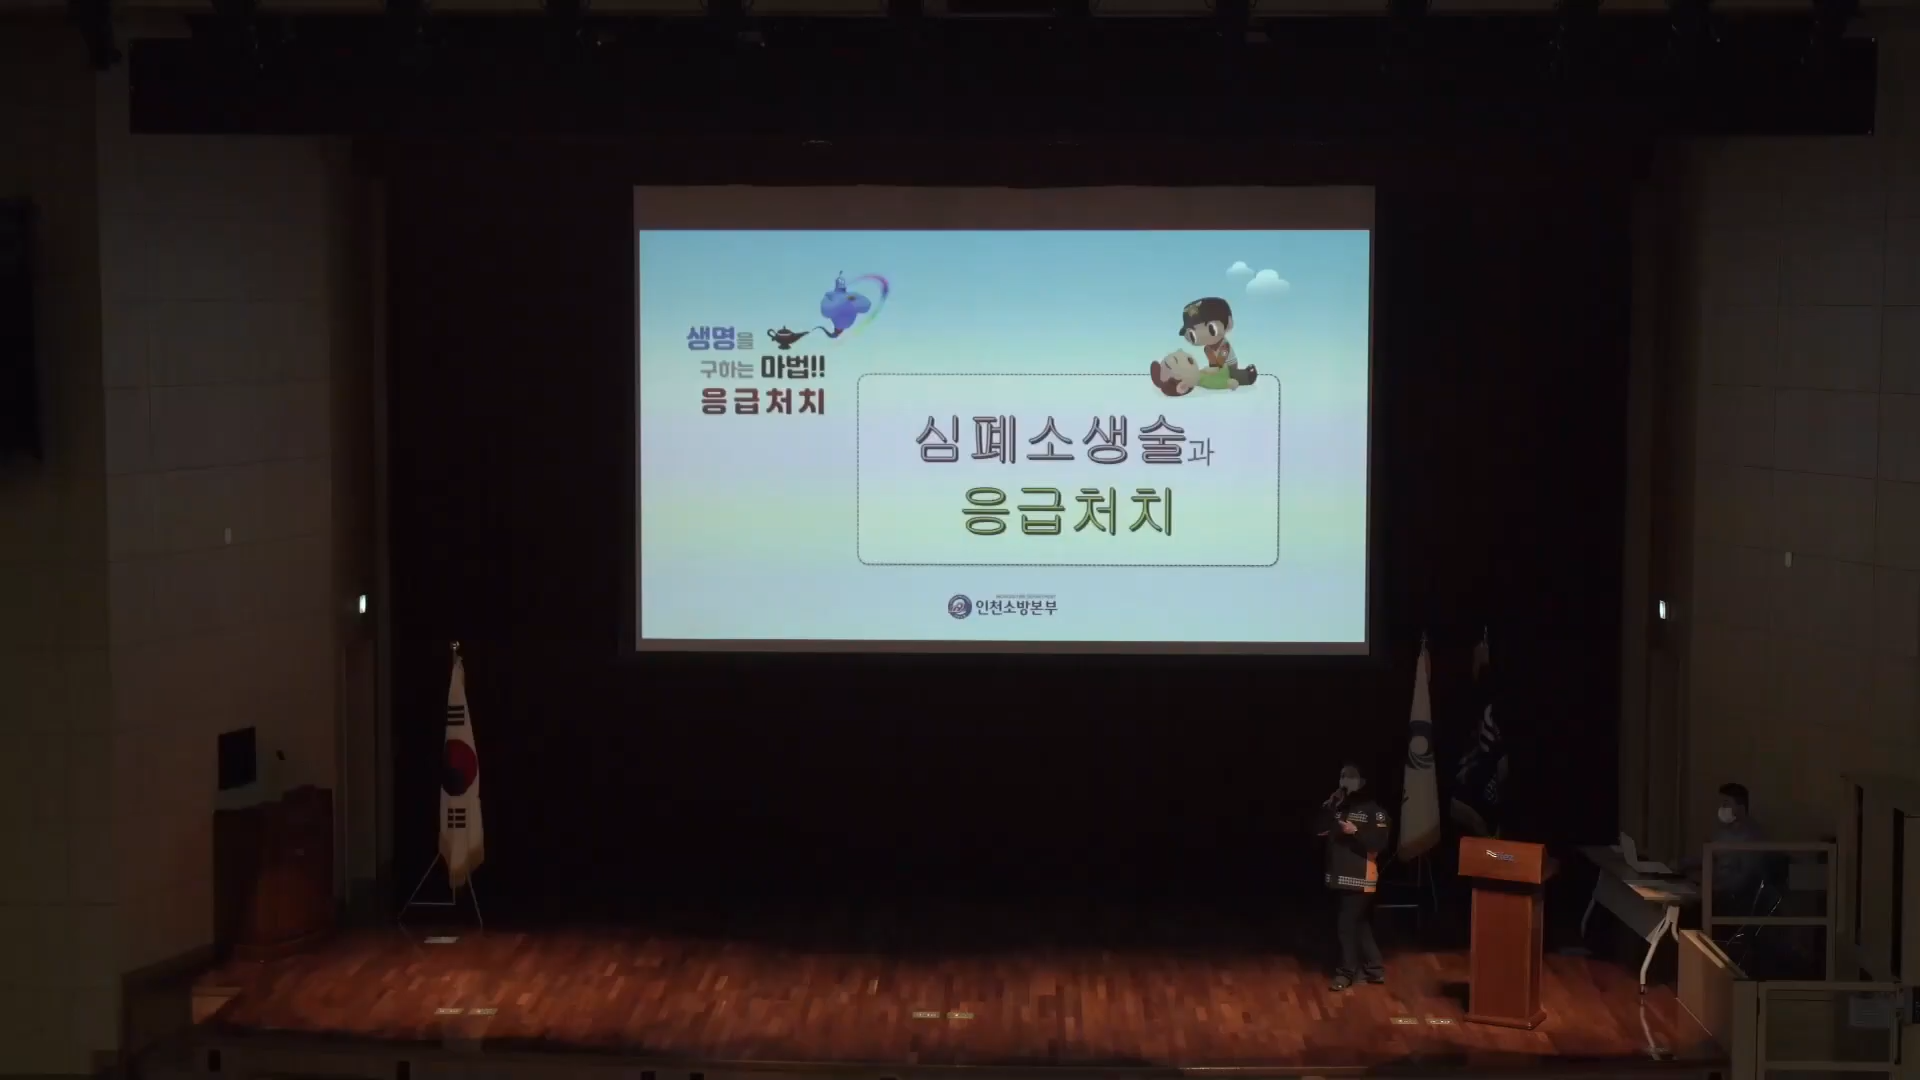 생명을
구하는 마법!!
응급처치
심폐소생술과
응급처치
인천소방본부